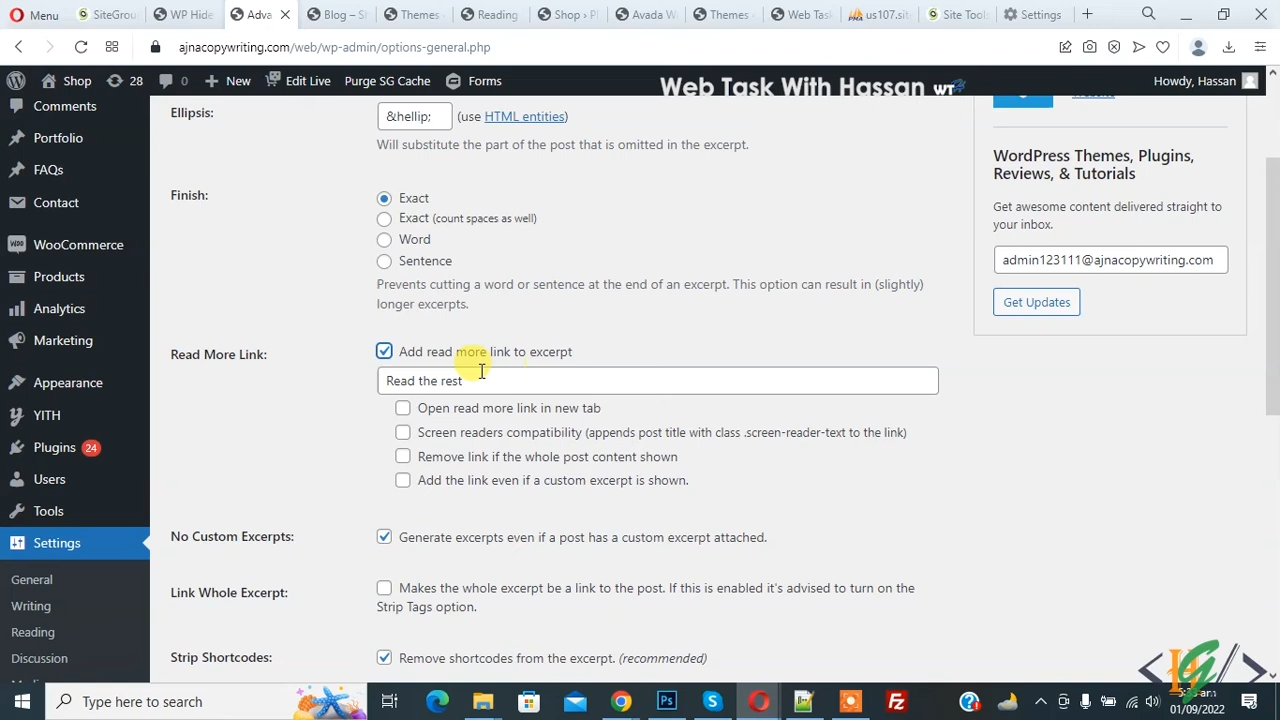 Menu
SiteGrou
WP Hide
Adva
Blog – Sh
Themes
Reading
Shop › P
Avada W
Themes
Web Task
us107.sit
Site Tools
Settings
ajnacopywriting.com/web/wp-admin/options-general.php
Shop
28
0
New
Edit Live
Purge SG Cache
Forms
Web Task With Hassan
WT
Howdy, Hassan
Comments
Portfolio
FAQs
Contact
WooCommerce
Products
Analytics
Marketing
Appearance
YITH
Plugins 24
Users
Tools
Settings
General
Writing
Reading
Discussion
Ellipsis:
&hellip;
(use HTML entities)
Will substitute the part of the post that is omitted in the excerpt.
Finish:
Exact
Exact (count spaces as well)
Word
Sentence
Prevents cutting a word or sentence at the end of an excerpt. This option can result in (slightly)
longer excerpts.
Read More Link:
Add read more link to excerpt
Read the rest
Open read more link in new tab
Screen readers compatibility (appends post title with class .screen-reader-text to the link)
Remove link if the whole post content shown
Add the link even if a custom excerpt is shown.
No Custom Excerpts:
Generate excerpts even if a post has a custom excerpt attached.
Link Whole Excerpt:
Makes the whole excerpt be a link to the post. If this is enabled it's advised to turn on the
Strip Tags option.
Strip Shortcodes:
Remove shortcodes from the excerpt. (recommended)
WordPress Themes, Plugins,
Reviews, & Tutorials
Get awesome content delivered straight to
your inbox.
admin123111@ajnacopywriting.com
Get Updates
Type here to search
01/09/2022